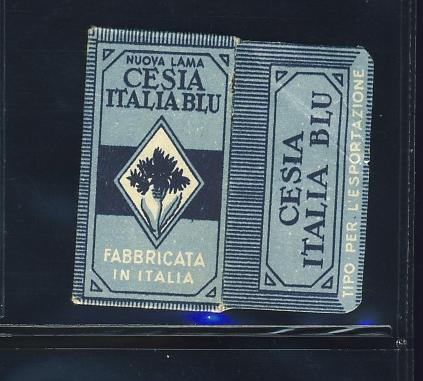 NUOVA LAMA
CESIA
ITALIA BLU
FABBRICATA
IN ITALIA
CESIA
ITALIA BLU
TIPO PER L'ESPORTAZIONE